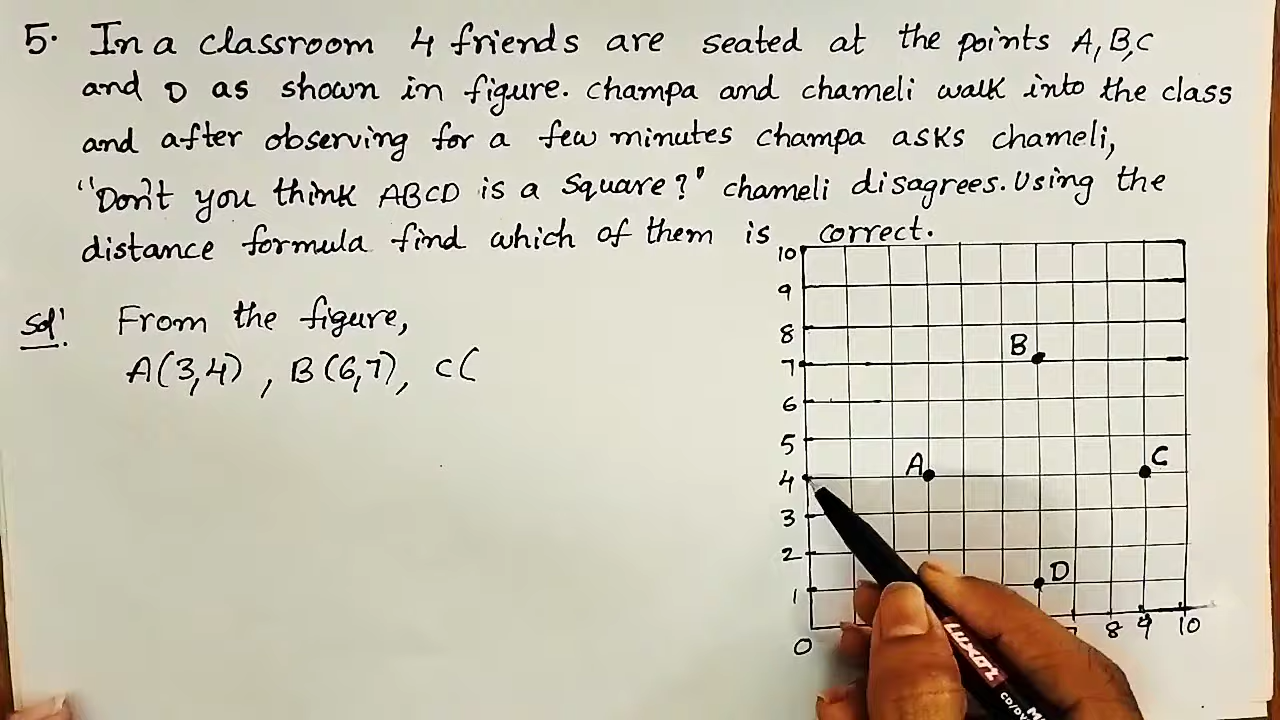 5. In a classroom 4 friends are seated at the points A, B, C
and D as shown in figure. champa and chameli walk into the class
and after observing for a few minutes champa asks chameli,
"Don't you think ABCD is a square?" chameli disagrees. Using the
distance formula find which of them is correct.
Sol! From the figure,
A(3,4), B(6,7), C(
10
9
8
7
6
5
4
3
2
1
0
B
A
C
D
8 9 10
LUXOR